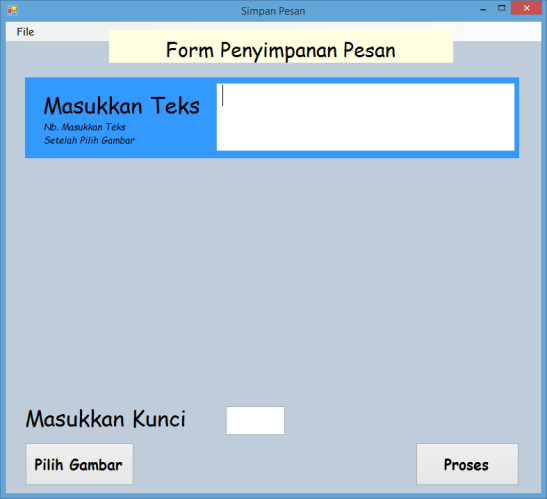 Simpan Pesan
File
Form Penyimpanan Pesan
Masukkan Teks
Nb. Masukkan Teks
Setelah Pilih Gambar
Masukkan Kunci
Pilih Gambar
Proses